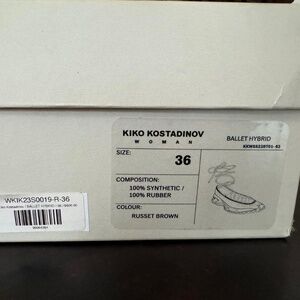 KIKO KOSTADINOV
WOMAN
BALLET HYBRID
SIZE:
36
COMPOSITION:
100% SYNTHETIC /
100% RUBBER
COLOUR:
RUSSET BROWN
WKIK23S0019-R-36